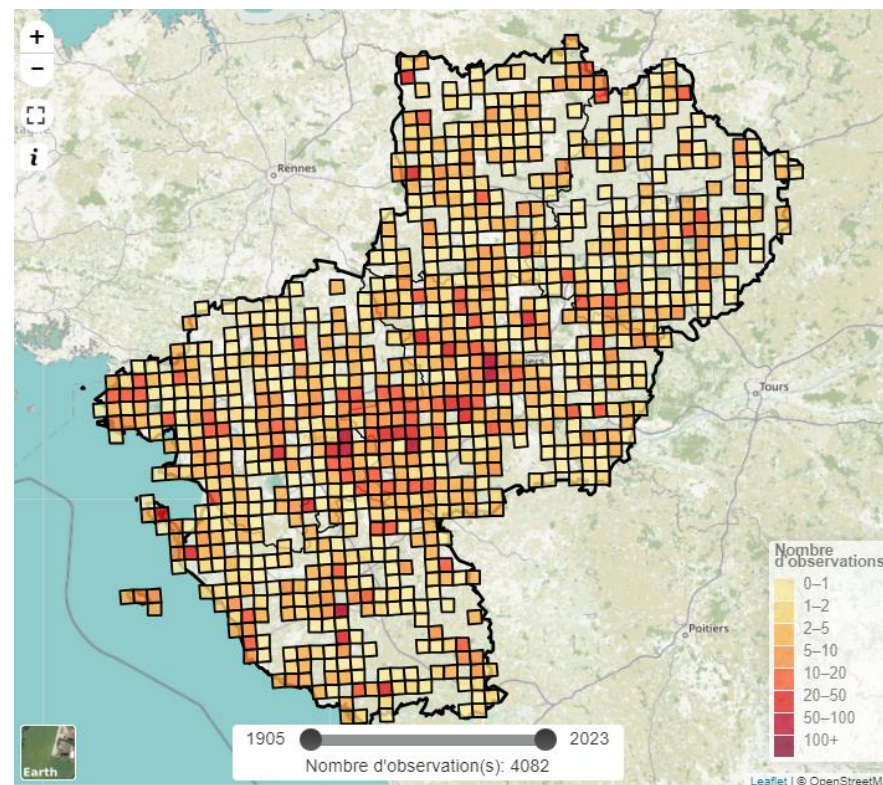 +
−
i
Rennes
Tours
Poitiers
Nombre
d'observations
0–1
1–2
2–5
5–10
10–20
20–50
50–100
100+
1905
2023
Nombre d'observation(s): 4082
Earth
Leaflet | © OpenStreetM